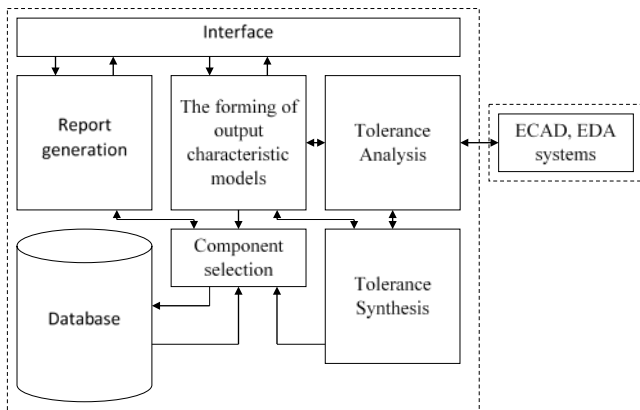 Interface
Report
generation
The forming of
output
characteristic
models
Tolerance
Analysis
ECAD, EDA
systems
Component
selection
Database
Tolerance
Synthesis